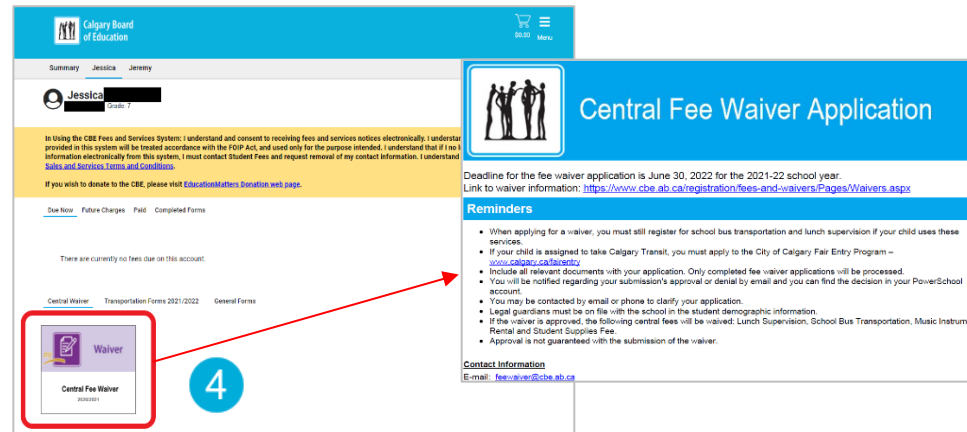 Calgary Board
of Education
$0.00 Menu
Summary Jessica Jeremy
Jessica
Grade: 7
In Using the CBE Fees and Services System: I understand and consent to receiving fees and services notices electronically. I understan
provided in this system will be treated accordance with the FOIP Act, and used only for the purpose intended. I understand that if I no l
information electronically from this system, I must contact Student Fees and request removal of my contact information. I understand
Sales and Services Terms and Conditions.
If you wish to donate to the CBE, please visit EducationMatters Donation web page.
Due Now Future Charges Paid Completed Forms
There are currently no fees due on this account.
Central Waiver Transportation Forms 2021/2022 General Forms
Waiver
Central Fee Waiver
2020/2021
4
Central Fee Waiver Application
Deadline for the fee waiver application is June 30, 2022 for the 2021-22 school year.
Link to waiver information: https://www.cbe.ab.ca/registration/fees-and-waivers/Pages/Waivers.aspx
Reminders
• When applying for a waiver, you must still register for school bus transportation and lunch supervision if your child uses these
services.
• If your child is assigned to take Calgary Transit, you must apply to the City of Calgary Fair Entry Program –
www.calgary.ca/fairentry
• Include all relevant documents with your application. Only completed fee waiver applications will be processed.
• You will be notified regarding your submission's approval or denial by email and you can find the decision in your PowerSchool
account.
• You may be contacted by email or phone to clarify your application.
• Legal guardians must be on file with the school in the student demographic information.
• If the waiver is approved, the following central fees will be waived: Lunch Supervision, School Bus Transportation, Music Instrum
Rental and Student Supplies Fee.
• Approval is not guaranteed with the submission of the waiver.
Contact Information
E-mail: feewaiver@cbe.ab.ca